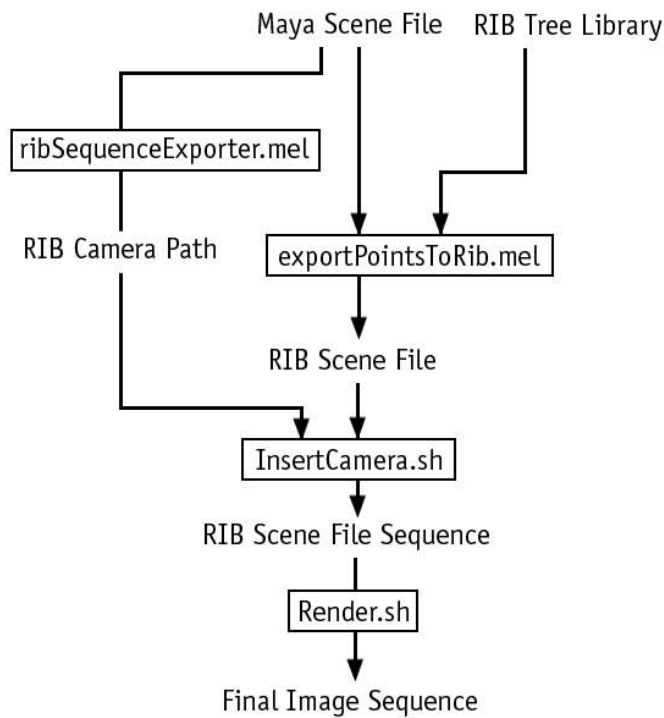 Maya Scene File
RIB Tree Library
ribSequenceExporter.mel
RIB Camera Path
exportPointsToRib.mel
RIB Scene File
InsertCamera.sh
RIB Scene File Sequence
Render.sh
Final Image Sequence